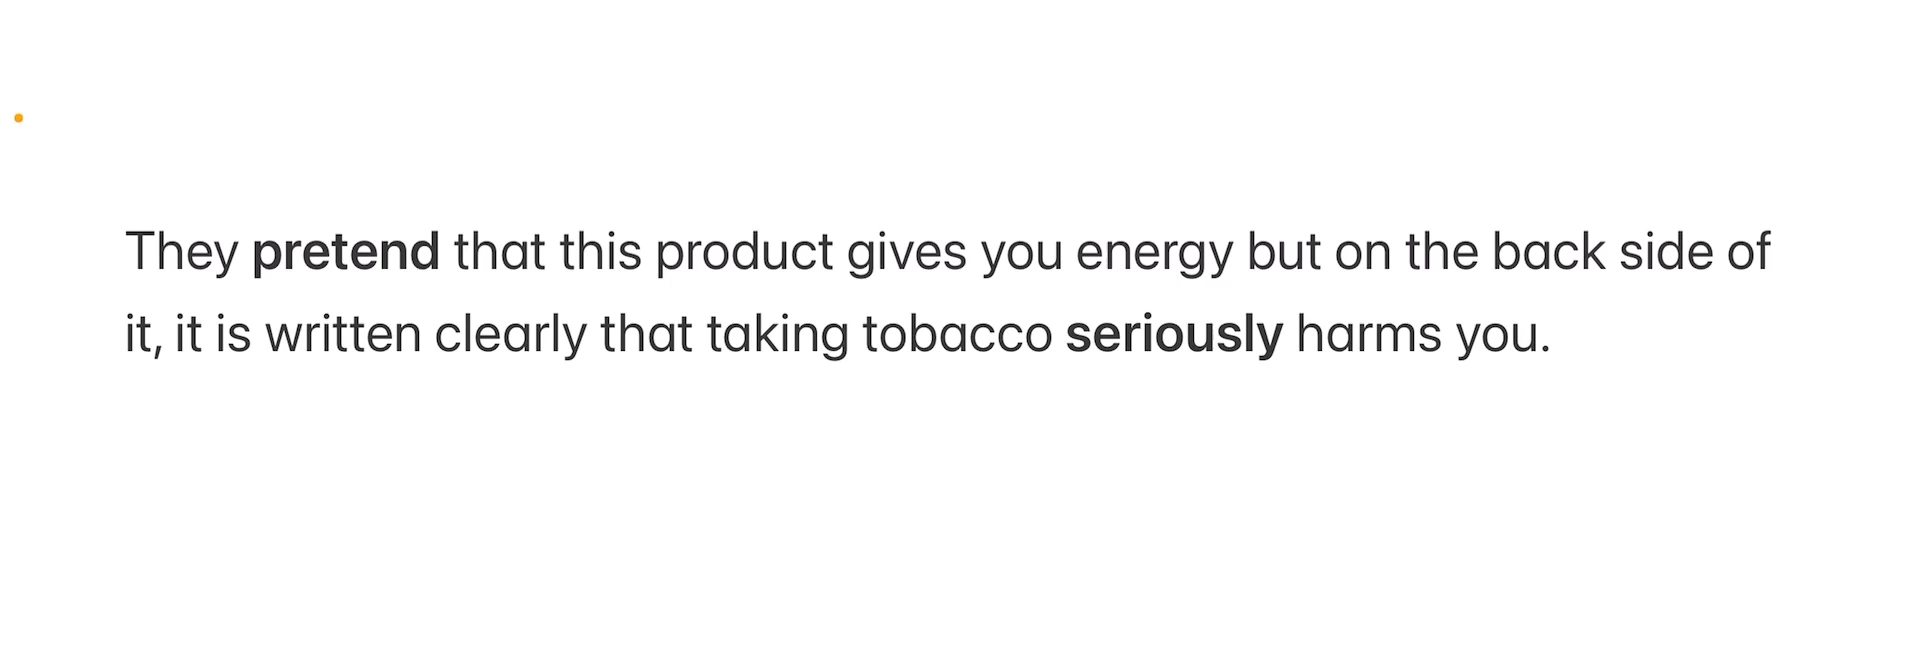 They pretend that this product gives you energy but on the back side of
it, it is written clearly that taking tobacco seriously harms you.